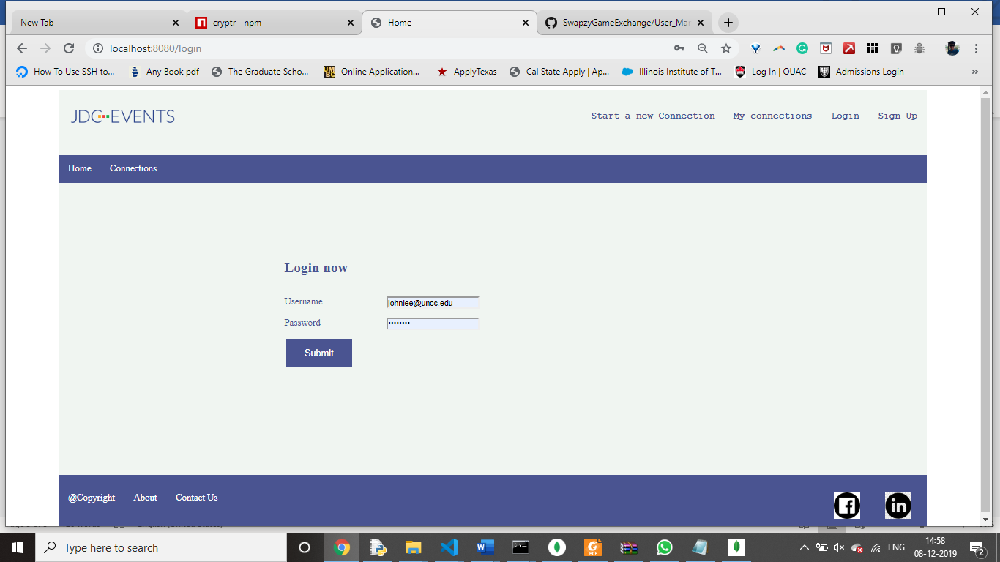 New Tab
cryptr - npm
Home
SwapzyGameExchange/User_Mar
localhost:8080/login
How To Use SSH to...
Any Book pdf
The Graduate Scho...
Online Application...
ApplyTexas
Cal State Apply | Ap...
Illinois Institute of T...
Log In | OUAC
Admissions Login
»
JDC EVENTS
Start a new Connection
My connections
Login
Sign Up
Home
Connections
Login now
Username
johnlee@uncc.edu
Password
••••••••
Submit
@Copyright
About
Contact Us
Type here to search
ENG
14:58
08-12-2019
2